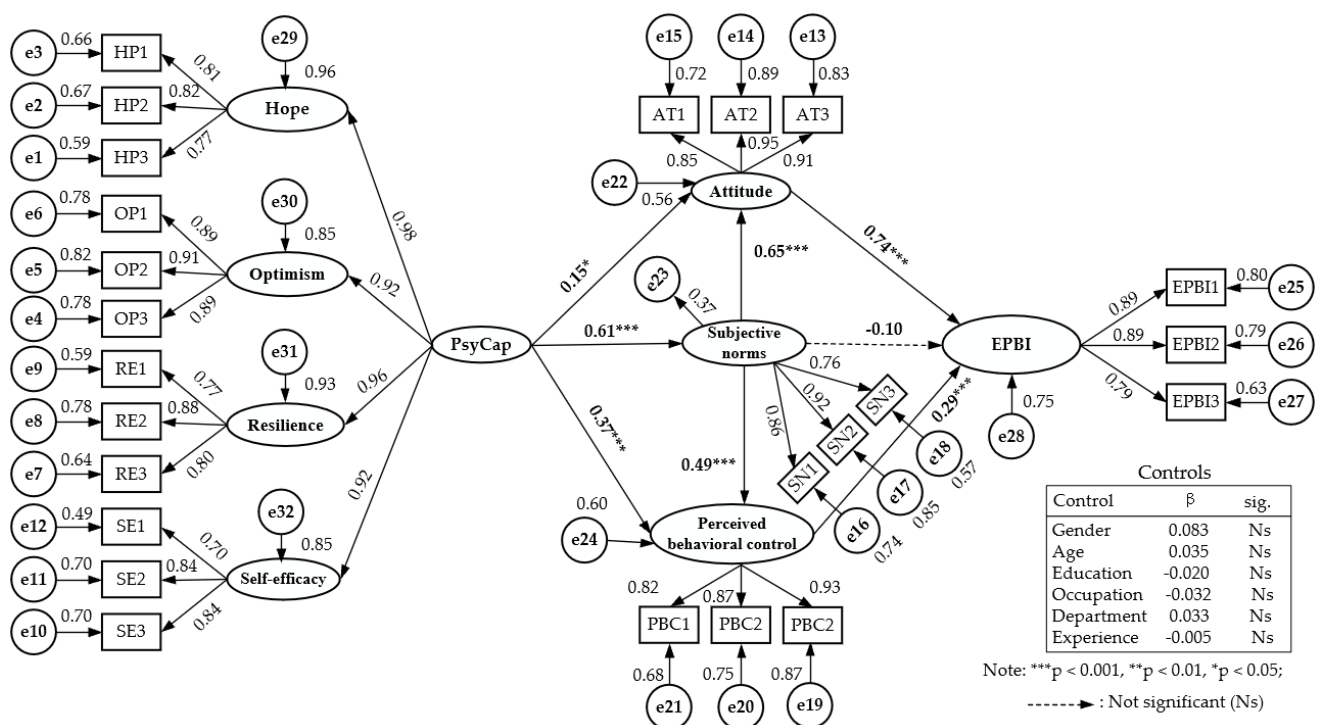 e3 0.66 HP1
e2 0.67 HP2
e1 0.59 HP3
0.81
0.82
0.77
e29
0.96
Hope
e6 0.78 OP1
e5 0.82 OP2
e4 0.78 OP3
0.89
0.91
0.89
e30
0.85
Optimism
e9 0.59 RE1
e8 0.78 RE2
e7 0.64 RE3
0.77
0.88
0.80
e31
0.93
Resilience
e12 0.49 SE1
e11 0.70 SE2
e10 0.70 SE3
0.70
0.84
0.84
e32
0.85
Self-efficacy
0.98
0.92
0.96
0.92
PsyCap
0.15*
0.61***
0.37***
e15 e14 e13
0.72 0.89 0.83
AT1 AT2 AT3
0.85 0.95 0.91
e22
0.56
Attitude
0.65***
0.74***
e23
0.37
Subjective
norms
-0.10
0.76
0.92
0.86
SN3
SN2
SN1
e18
e17
e16
0.57
0.85
0.74
0.49***
0.29***
0.60
e24
Perceived
behavioral control
0.82 0.87 0.93
PBC1 PBC2 PBC2
0.68 0.75 0.87
e21 e20 e19
EPBI
0.75
e28
0.89
0.89
0.79
EPBI1 0.80 e25
EPBI2 0.79 e26
EPBI3 0.63 e27
Controls
Control β sig.
Gender 0.083 Ns
Age 0.035 Ns
Education -0.020 Ns
Occupation -0.032 Ns
Department 0.033 Ns
Experience -0.005 Ns
Note: ***p < 0.001, **p < 0.01, *p < 0.05;
: Not significant (Ns)